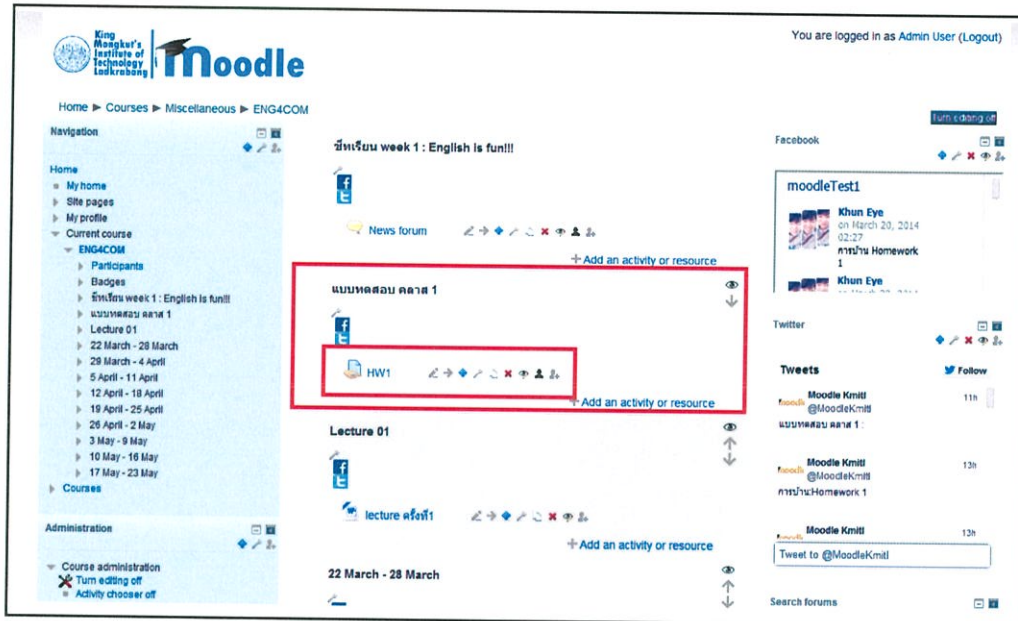 King
Mongkut's
Institute of
Technology
Ladkrabang
moodle
You are logged in as Admin User (Logout)
Home ► Courses ► Miscellaneous ► ENG4COM
Turn editing off
Navigation
Home
My home
Site pages
My profile
Current course
ENG4COM
Participants
Badges
ชีทเรียน week 1 : English is fun!!!
แบบทดสอบ คลาส 1
Lecture 01
22 March - 28 March
29 March - 4 April
5 April - 11 April
12 April - 18 April
19 April - 25 April
26 April - 2 May
3 May - 9 May
10 May - 16 May
17 May - 23 May
Courses
Administration
Course administration
Turn editing off
Activity chooser off
ชีทเรียน week 1 : English is fun!!!
News forum
+ Add an activity or resource
แบบทดสอบ คลาส 1
HW1
+ Add an activity or resource
Lecture 01
lecture ครั้งที่1
+ Add an activity or resource
22 March - 28 March
Facebook
moodleTest1
Khun Eye
on March 20, 2014
02:27
การบ้าน Homework
1
Khun Eye
Twitter
Tweets
Follow
Moodle Kmitl 11h
@MoodleKmitl
แบบทดสอบ คลาส 1 :
Moodle Kmitl 13h
@MoodleKmitl
การบ้าน:Homework 1
Moodle Kmitl 13h
Tweet to @MoodleKmitl
Search forums